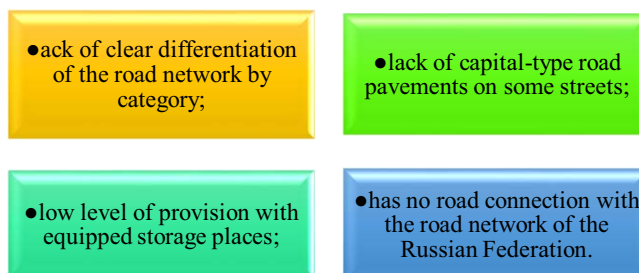 ●ack of clear differentiation
of the road network by
category;
●lack of capital-type road
pavements on some streets;
●low level of provision with
equipped storage places;
●has no road connection with
the road network of the
Russian Federation.